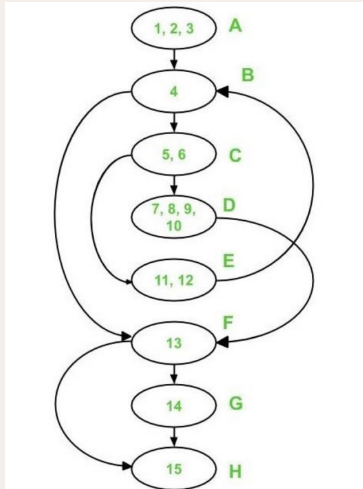 1, 2, 3 A
B
4
5, 6 C
7, 8, 9, D
10
E
11, 12
F
13
14 G
15 H